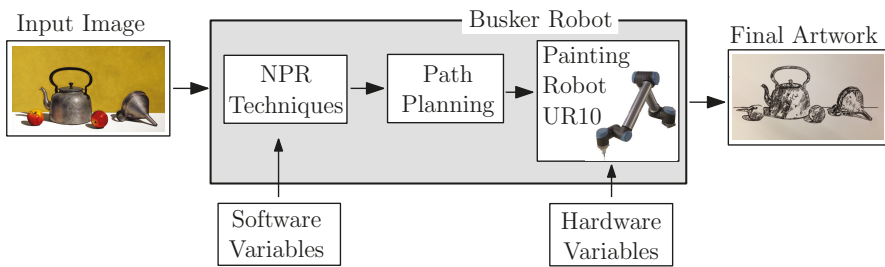 Busker Robot
Input Image
Final Artwork
NPR
Techniques
Path
Planning
Painting
Robot
UR10
Software
Variables
Hardware
Variables